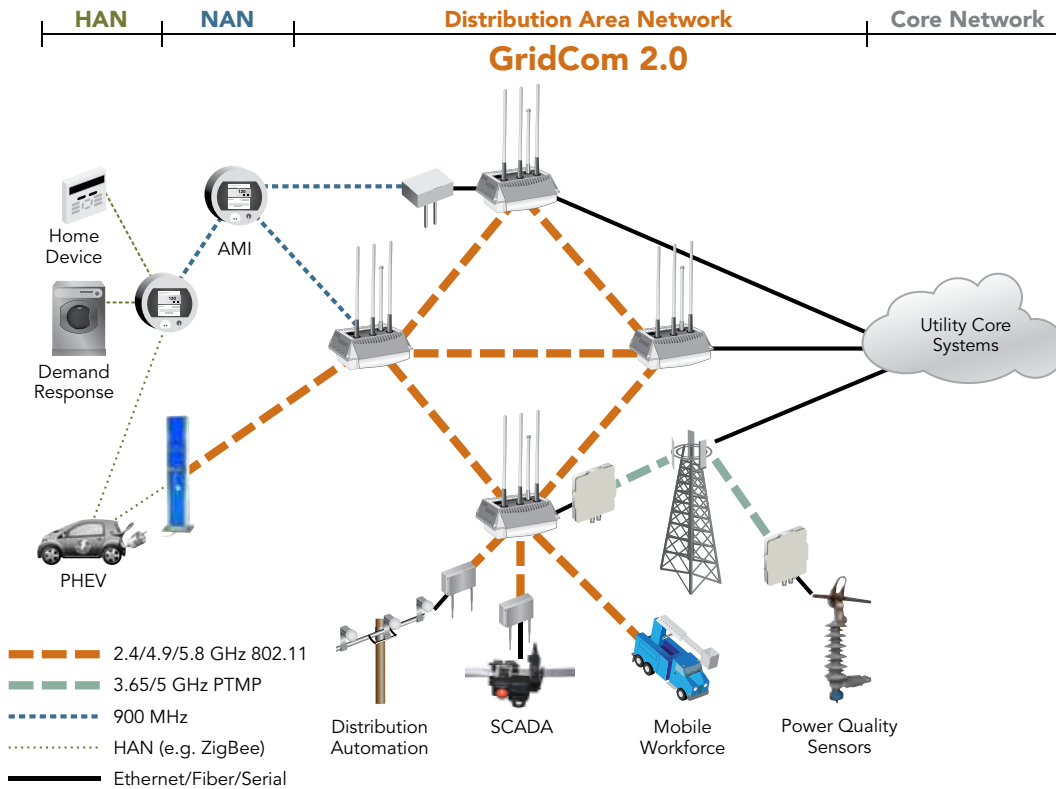 HAN
NAN
Distribution Area Network
Core Network
GridCom 2.0
Home
Device
AMI
Demand
Response
Utility Core
Systems
PHEV
2.4/4.9/5.8 GHz 802.11
3.65/5 GHz PTMP
900 MHz
HAN (e.g. ZigBee)
Ethernet/Fiber/Serial
Distribution
Automation
SCADA
Mobile
Workforce
Power Quality
Sensors